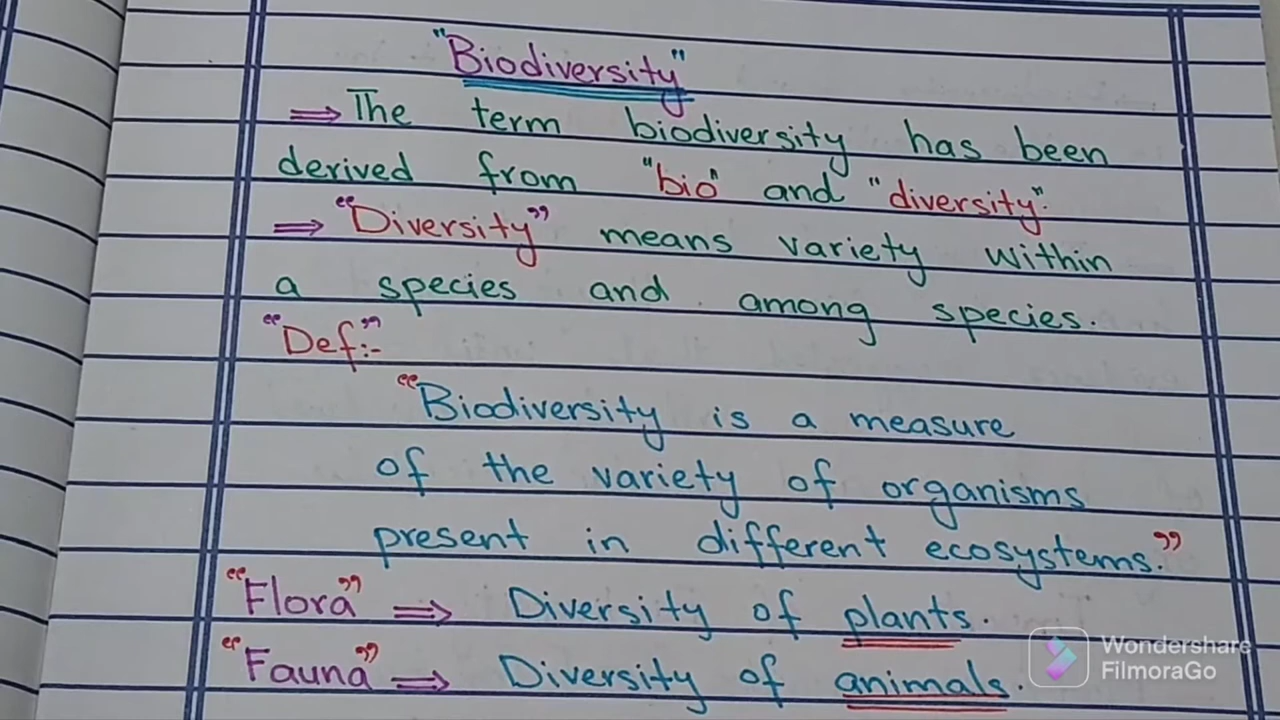 "Biodiversity"
⇒ The term biodiversity has been
derived from "bio" and "diversity".
⇒ "Diversity" means variety within
a species and among species.
"Def:-"
"Biodiversity is a measure
of the variety of organisms
present in different ecosystems."
"Flora" ⇒ Diversity of plants.
"Fauna" ⇒ Diversity of animals.
Wondershare
FilmoraGo